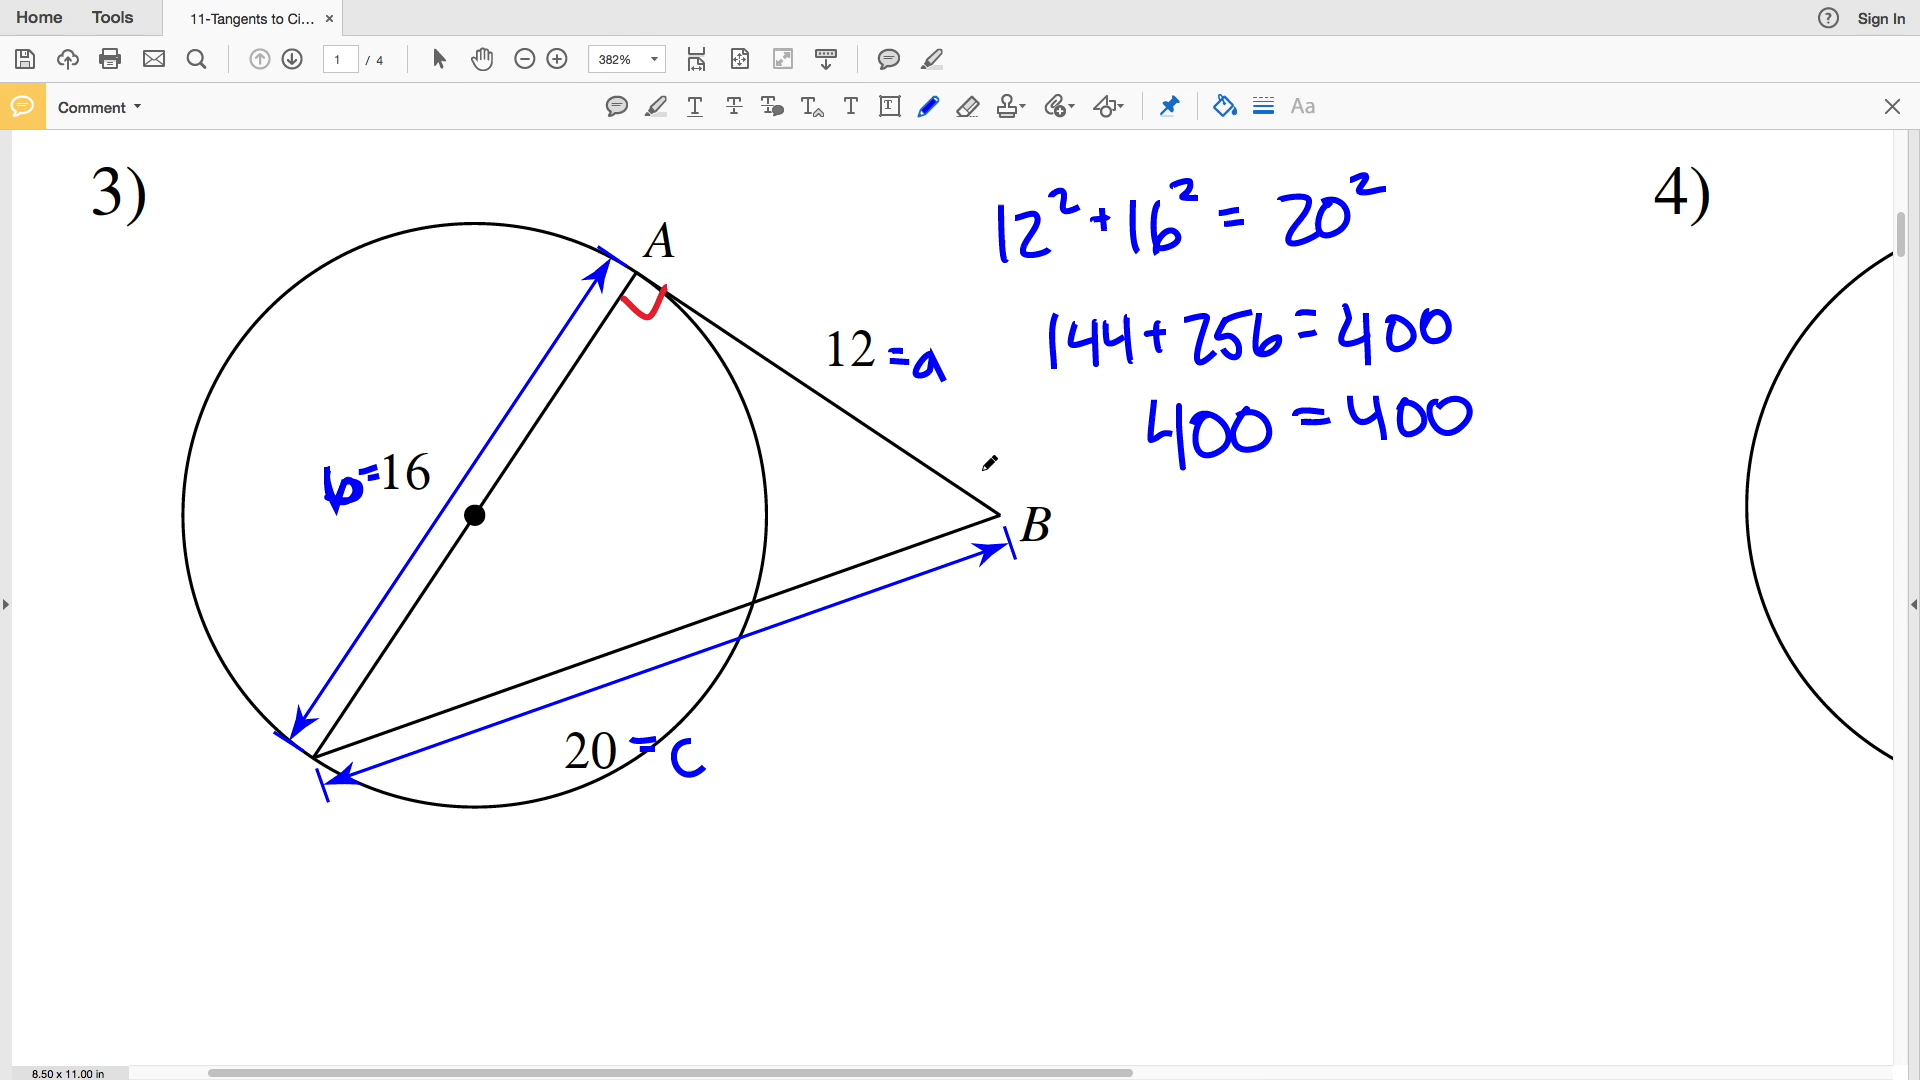 Home Tools 11-Tangents to Ci... × ? Sign In
1 / 4 382%
Comment T T T T T T Aa
3) 4)
A
12² + 16² = 20²
12 = a
144 + 256 = 400
400 = 400
b = 16
B
20 = c
8.50 x 11.00 in